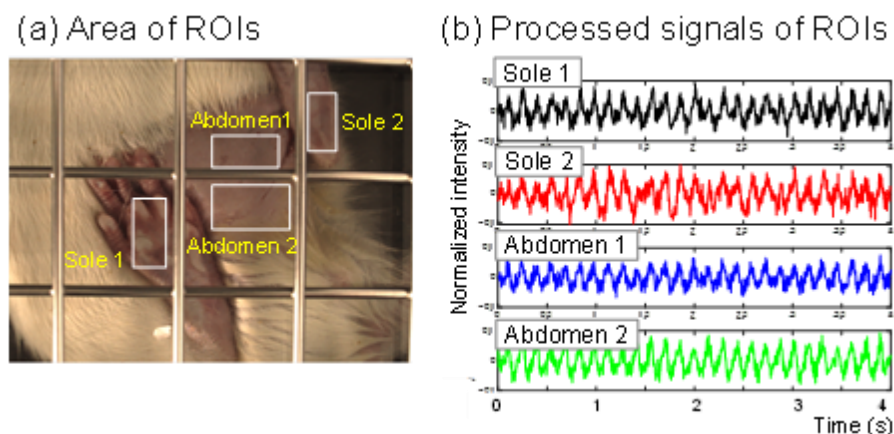 (a) Area of ROIs
Abdomen1
Sole 2
Abdomen 2
Sole 1
(b) Processed signals of ROIs
Normalized intensity
Sole 1
Sole 2
Abdomen 1
Abdomen 2
0 1 2 3 4
Time (s)